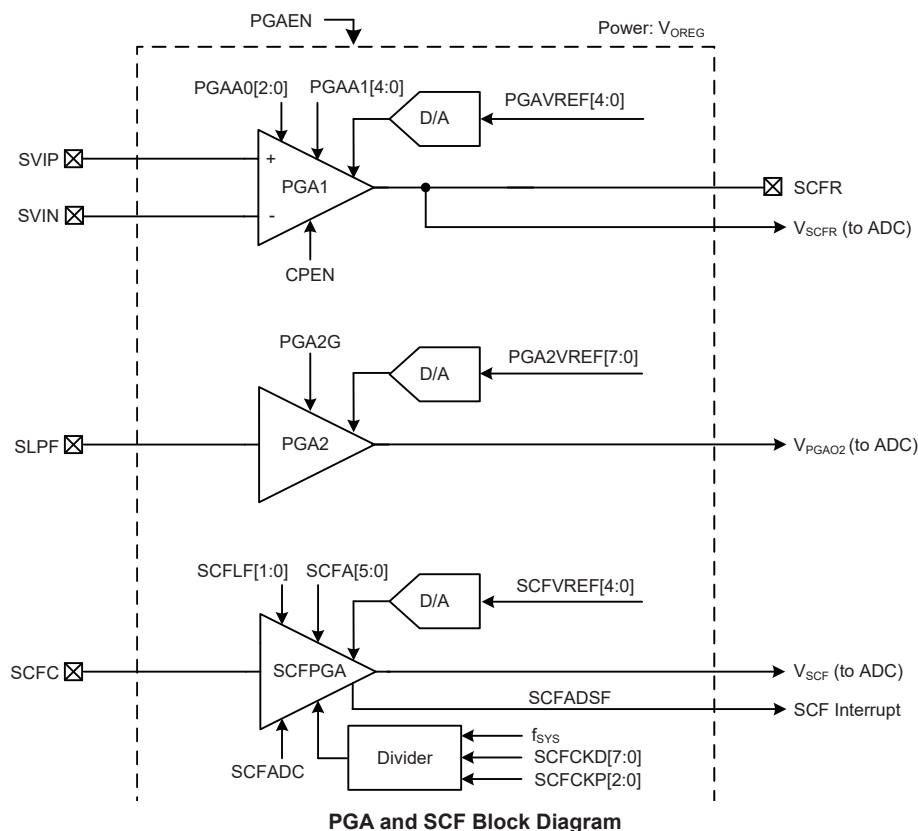 PGAEN
Power: VOREG
PGAA0[2:0]
PGAA1[4:0]
D/A
PGAVREF[4:0]
SVIP
+
PGA1
SCFR
SVIN
-
VSCFR (to ADC)
CPEN
PGA2G
D/A
PGA2VREF[7:0]
SLPF
PGA2
VPGAO2 (to ADC)
SCFLF[1:0]
SCFA[5:0]
D/A
SCFVREF[4:0]
SCFC
SCFPGA
VSCF (to ADC)
SCFADSF
SCF Interrupt
SCFADC
Divider
fSYS
SCFCKD[7:0]
SCFCKP[2:0]
PGA and SCF Block Diagram